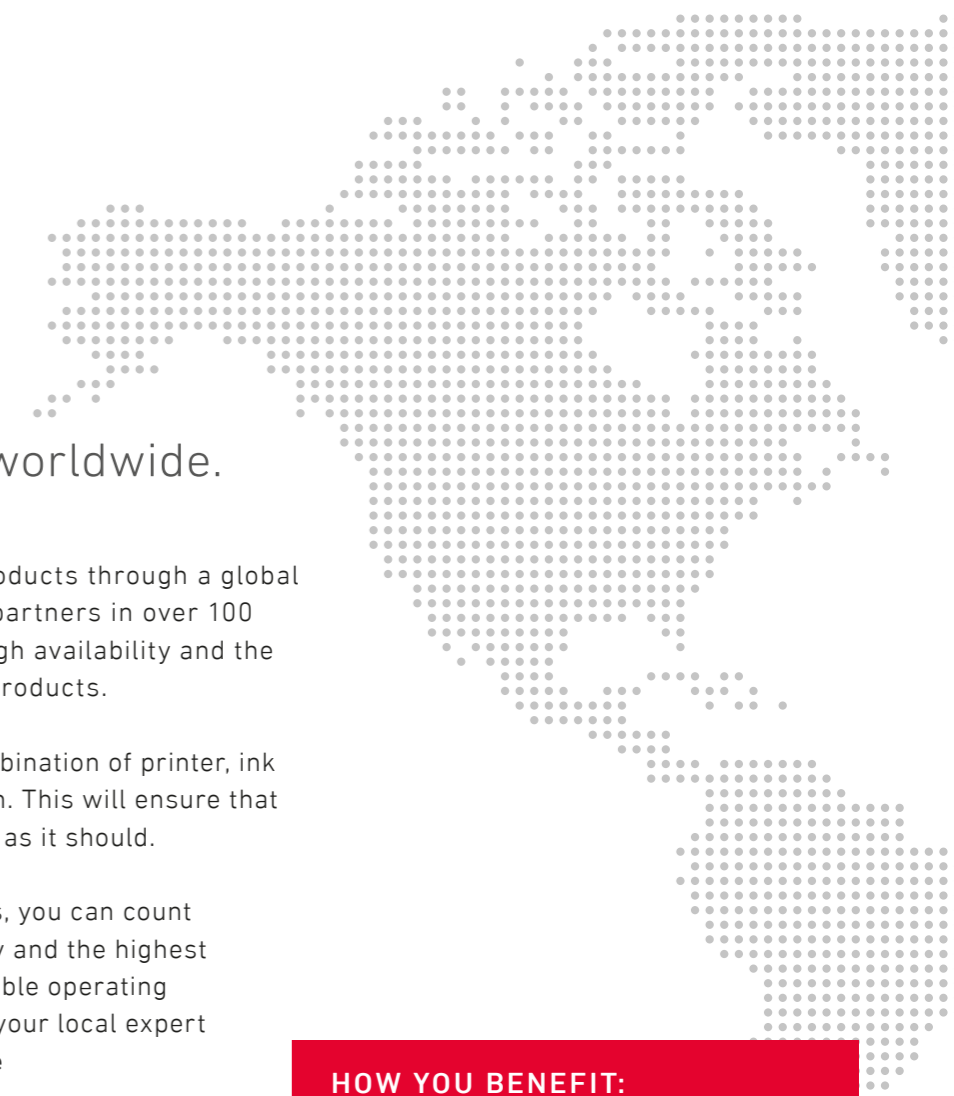 worldwide.
oducts through a global
partners in over 100
gh availability and the
roducts.
bination of printer, ink
n. This will ensure that
as it should.
s, you can count
y and the highest
ble operating
your local expert
e
HOW YOU BENEFIT: